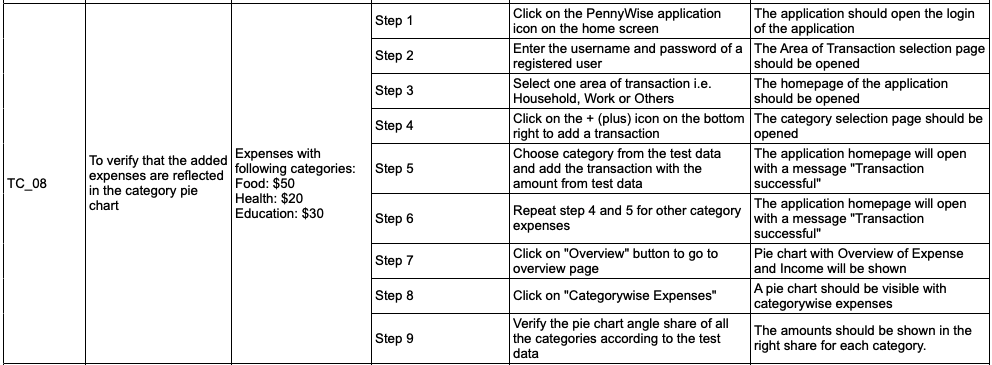 TC_08
To verify that the added
expenses are reflected
in the category pie
chart
Expenses with
following categories:
Food: $50
Health: $20
Education: $30
Step 1
Click on the PennyWise application
icon on the home screen
The application should open the login
of the application
Step 2
Enter the username and password of a
registered user
The Area of Transaction selection page
should be opened
Step 3
Select one area of transaction i.e.
Household, Work or Others
The homepage of the application
should be opened
Step 4
Click on the + (plus) icon on the bottom
right to add a transaction
The category selection page should be
opened
Step 5
Choose category from the test data
and add the transaction with the
amount from test data
The application homepage will open
with a message "Transaction
successful"
Step 6
Repeat step 4 and 5 for other category
expenses
The application homepage will open
with a message "Transaction
successful"
Step 7
Click on "Overview" button to go to
overview page
Pie chart with Overview of Expense
and Income will be shown
Step 8
Click on "Categorywise Expenses"
A pie chart should be visible with
categorywise expenses
Step 9
Verify the pie chart angle share of all
the categories according to the test
data
The amounts should be shown in the
right share for each category.